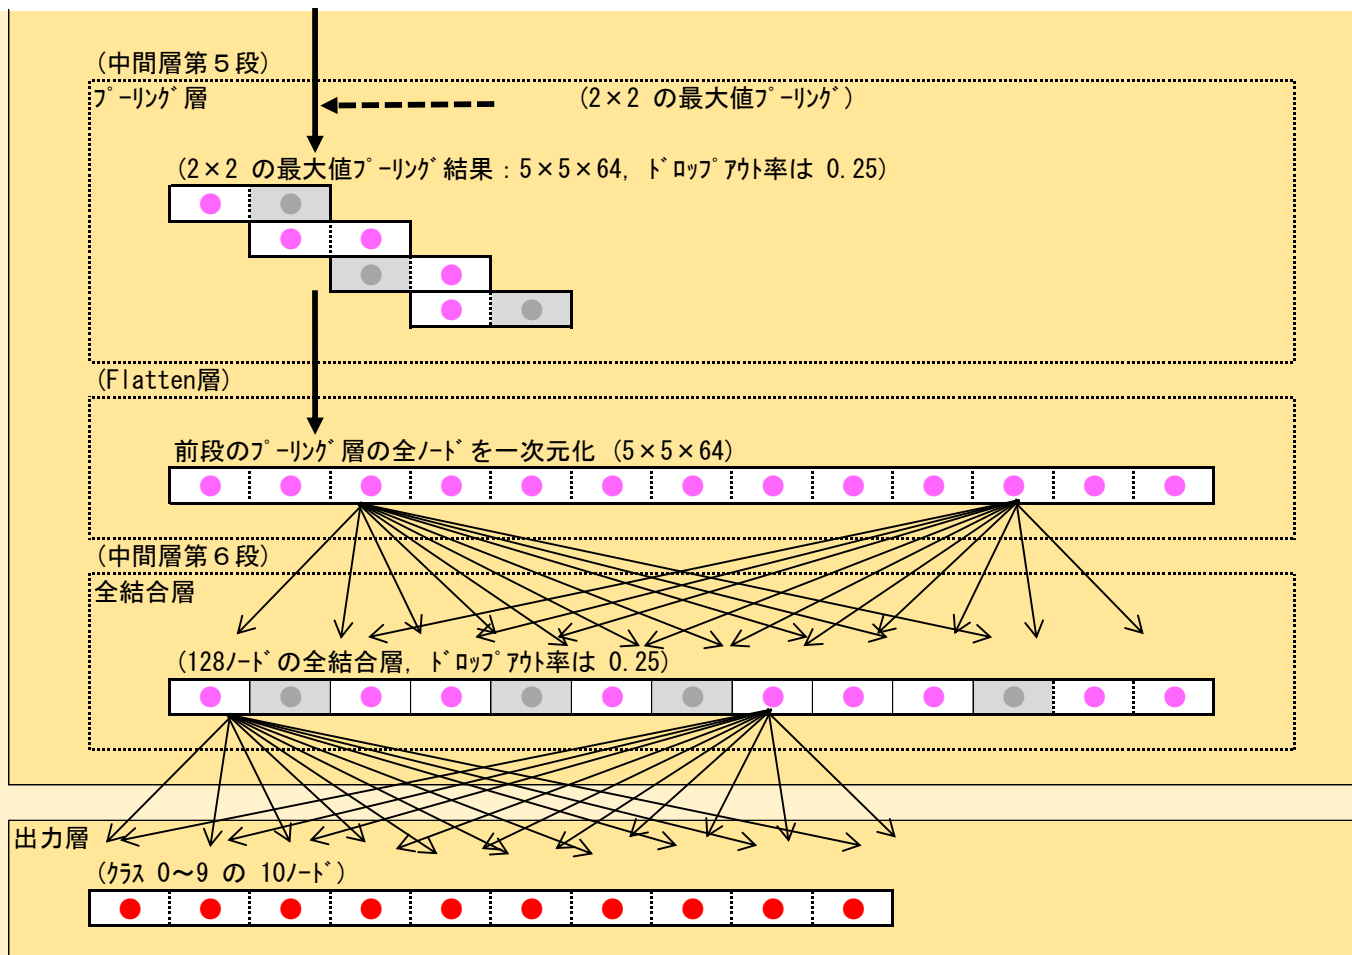 (中間層第５段)
ﾌﾟｰﾘﾝｸﾞ層
(2×2 の最大値ﾌﾟｰﾘﾝｸﾞ)
(2×2 の最大値ﾌﾟｰﾘﾝｸﾞ結果：5×5×64, ﾄﾞﾛｯﾌﾟｱｳﾄ率は 0.25)
(Flatten層)
前段のﾌﾟｰﾘﾝｸﾞ層の全ﾉｰﾄﾞを一次元化 (5×5×64)
(中間層第６段)
全結合層
(128ﾉｰﾄﾞの全結合層, ﾄﾞﾛｯﾌﾟｱｳﾄ率は 0.25)
出力層
(ｸﾗｽ 0～9 の 10ﾉｰﾄﾞ)